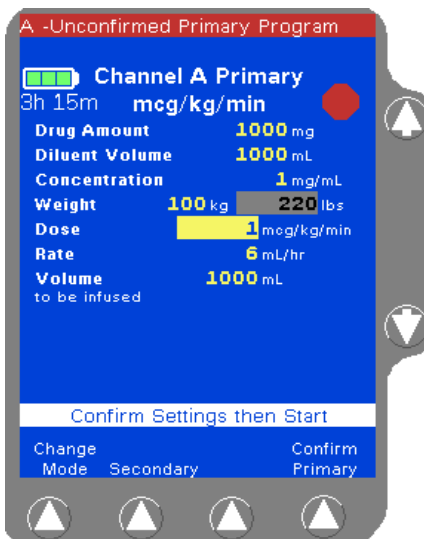 A -Unconfirmed Primary Program
Channel A Primary
3h 15m mcg/kg/min
Drug Amount 1000 mg
Diluent Volume 1000 mL
Concentration 1 mg/mL
Weight 100 kg 220 lbs
Dose 1 mcg/kg/min
Rate 6 mL/hr
Volume 1000 mL
to be infused
Confirm Settings then Start
Change Confirm
Mode Secondary Primary